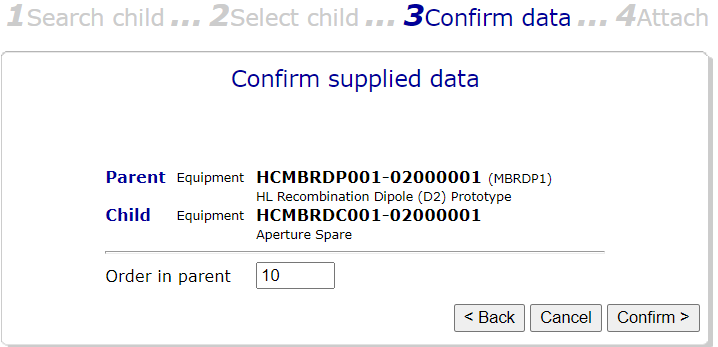 1Search child ... 2Select child ... 3Confirm data ... 4Attach
Confirm supplied data
Parent Equipment HCMBRDP001-02000001 (MBRDP1)
HL Recombination Dipole (D2) Prototype
Child Equipment HCMBRDC001-02000001
Aperture Spare
Order in parent 10
< Back Cancel Confirm >